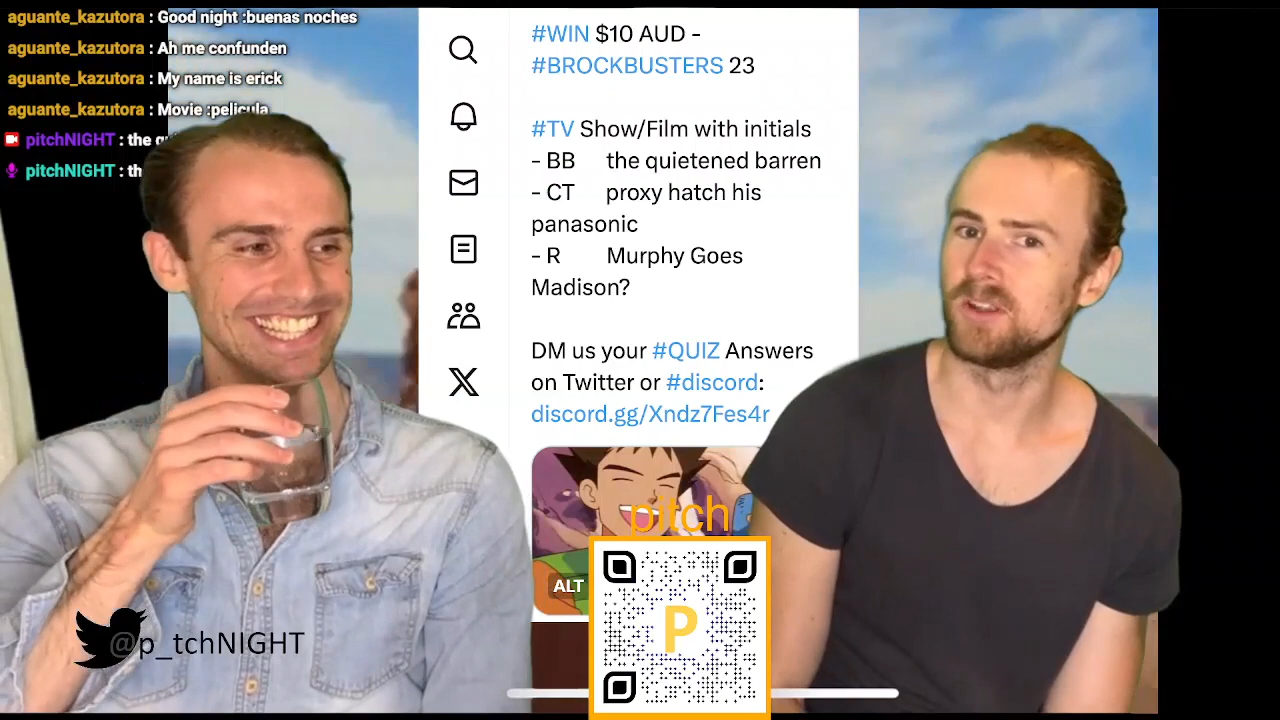 aguante_kazutora : Good night :buenas noches
aguante_kazutora : Ah me confunden
aguante_kazutora : My name is erick
aguante_kazutora : Movie :pelicula
pitchNIGHT : the
pitchNIGHT : th
#WIN $10 AUD -
#BROCKBUSTERS 23
#TV Show/Film with initials
- BB the quietened barren
- CT proxy hatch his
panasonic
- R Murphy Goes
Madison?
DM us your #QUIZ Answers
on Twitter or #discord:
discord.gg/Xndz7Fes4r
ALT
pitch
P
@p_tchNIGHT